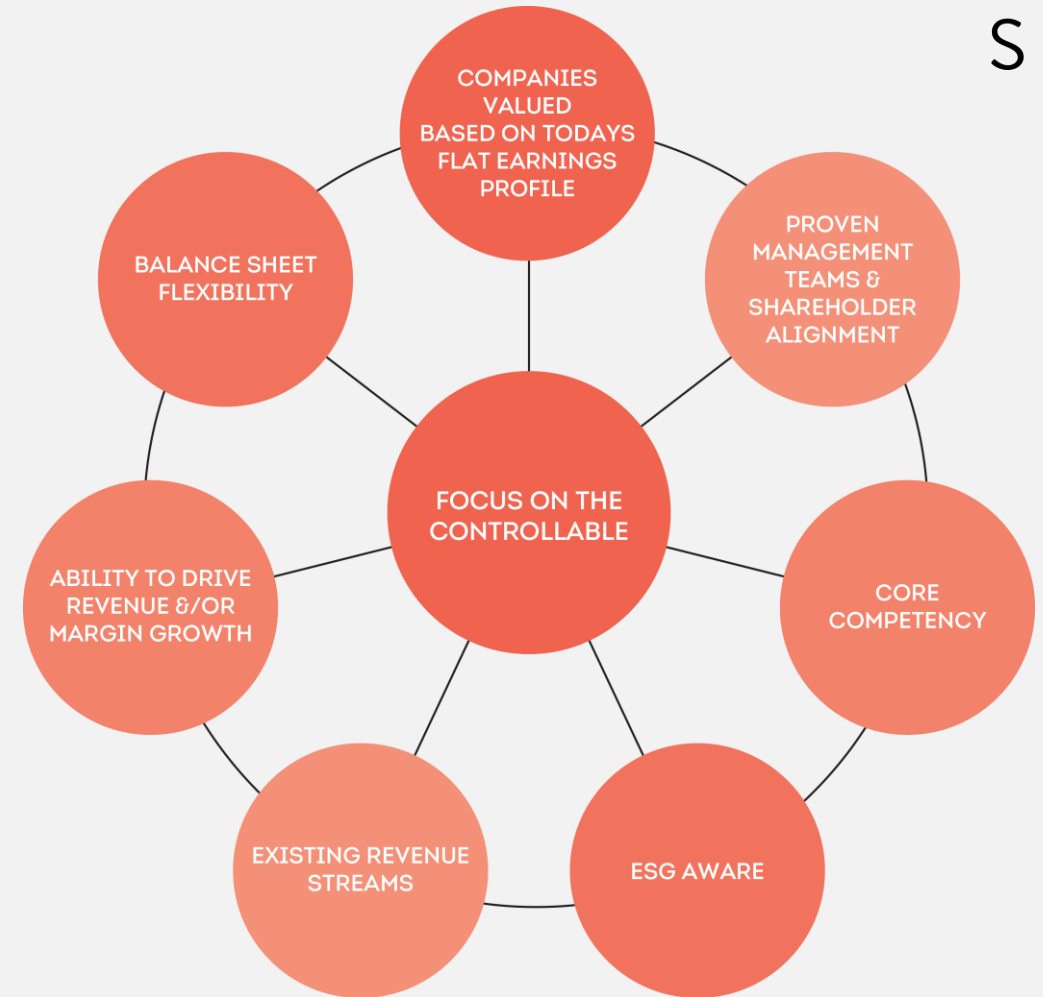 S
COMPANIES
VALUED
BASED ON TODAYS
FLAT EARNINGS
PROFILE
PROVEN
MANAGEMENT
TEAMS &
SHAREHOLDER
ALIGNMENT
CORE
COMPETENCY
ESG AWARE
EXISTING REVENUE
STREAMS
ABILITY TO DRIVE
REVENUE &/OR
MARGIN GROWTH
BALANCE SHEET
FLEXIBILITY
FOCUS ON THE
CONTROLLABLE